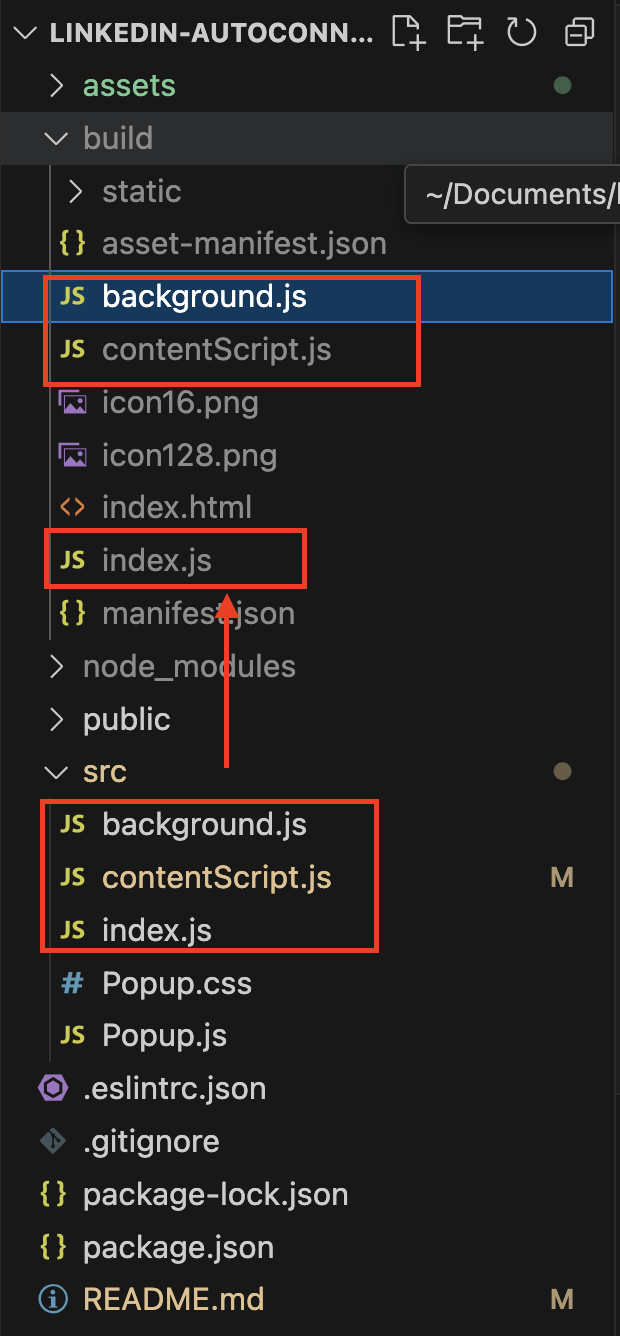 LINKEDIN-AUTOCONN...
assets
build
static
~/Documents/
{} asset-manifest.json
JS background.js
JS contentScript.js
icon16.png
icon128.png
<> index.html
JS index.js
{} manifest.json
node_modules
public
src
JS background.js
JS contentScript.js M
JS index.js
# Popup.css
JS Popup.js
.eslintrc.json
.gitignore
{} package-lock.json
{} package.json
README.md M